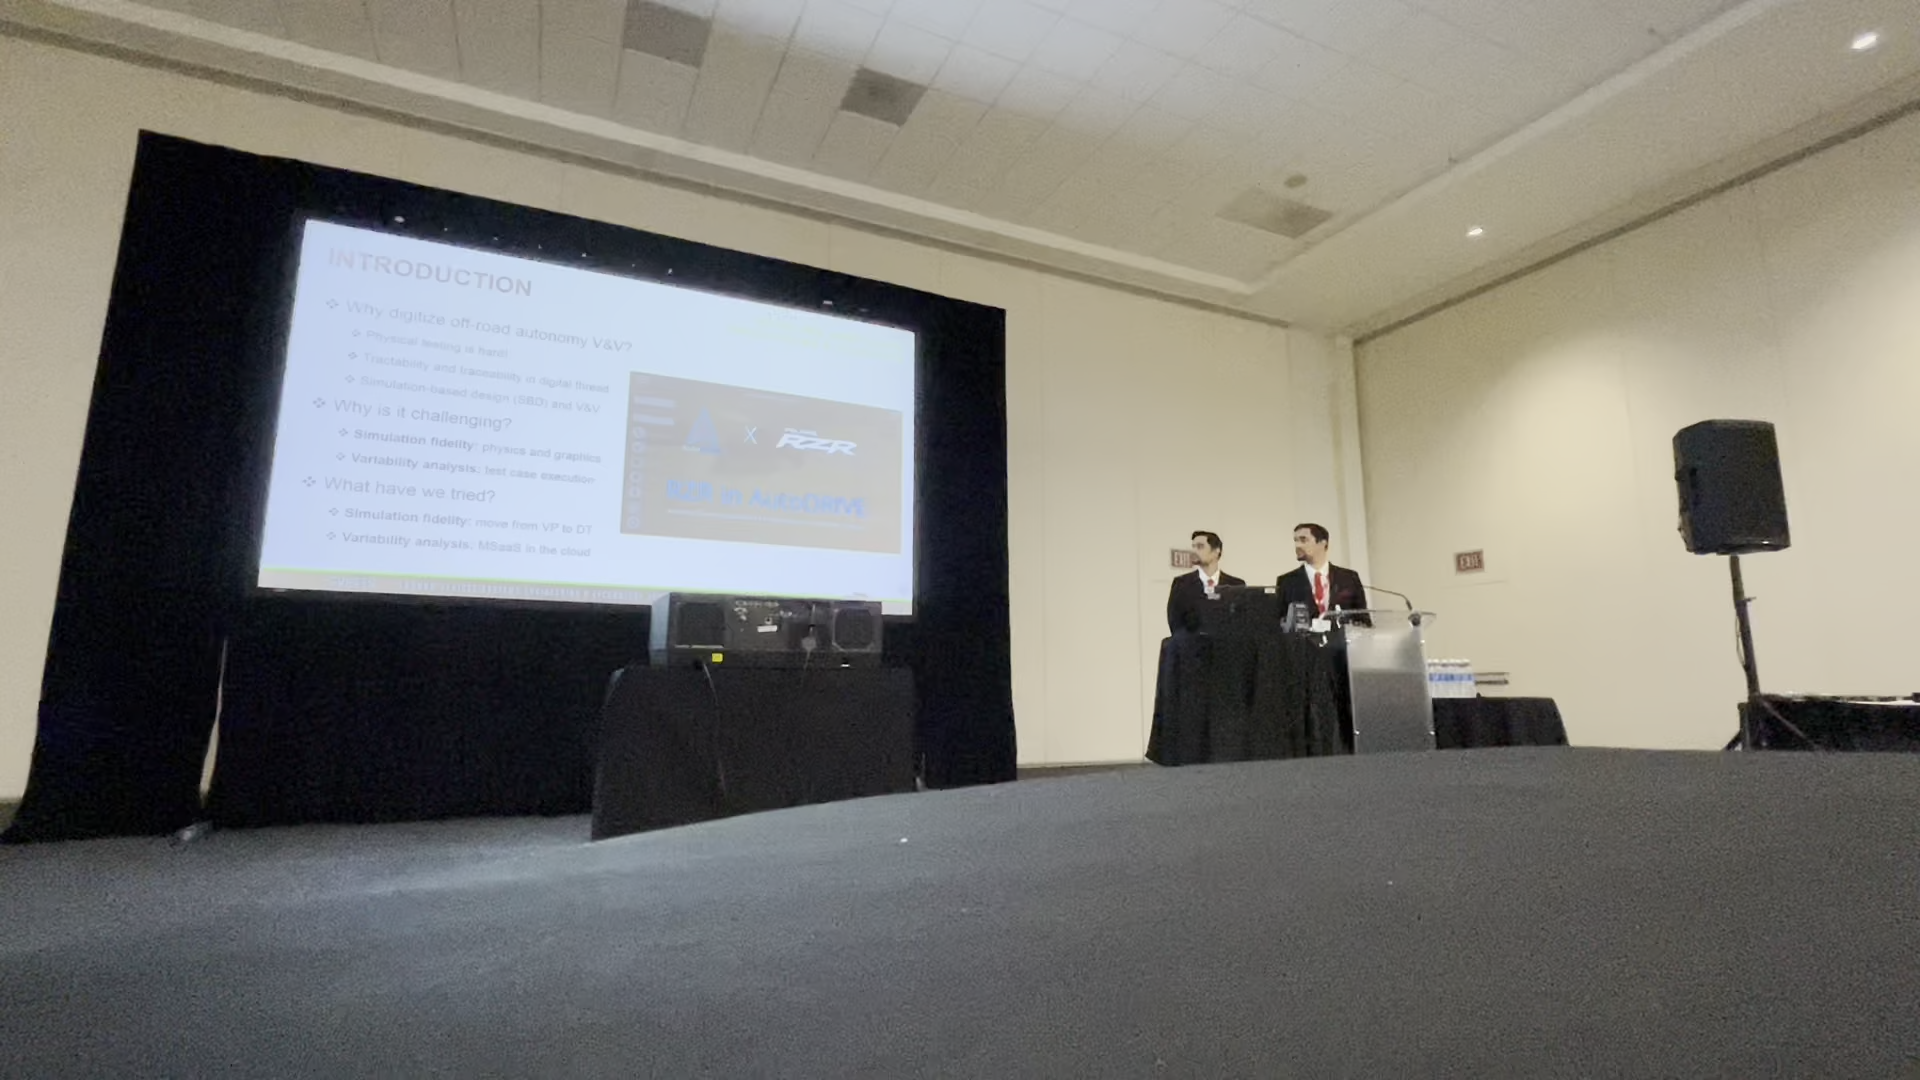 INTRODUCTION
Why digitize off-road autonomy V&V?
Physical testing is hard!
Tractability and traceability in digital thread
Simulation-based design (SBD) and V&V
Why is it challenging?
Simulation fidelity: physics and graphics
Variability analysis: test case execution
What have we tried?
Simulation fidelity: move from VP to DT
Variability analysis: MSaaS in the cloud
X
RZR
RZR in AutoDRIVE
EXIT
EXIT